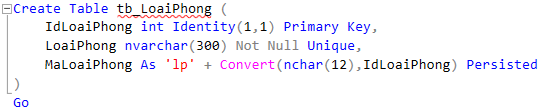 Create Table tb_LoaiPhong (
IdLoaiPhong int Identity(1,1) Primary Key,
LoaiPhong nvarchar(300) Not Null Unique,
MaLoaiPhong As 'lp' + Convert(nchar(12),IdLoaiPhong) Persisted
)
Go